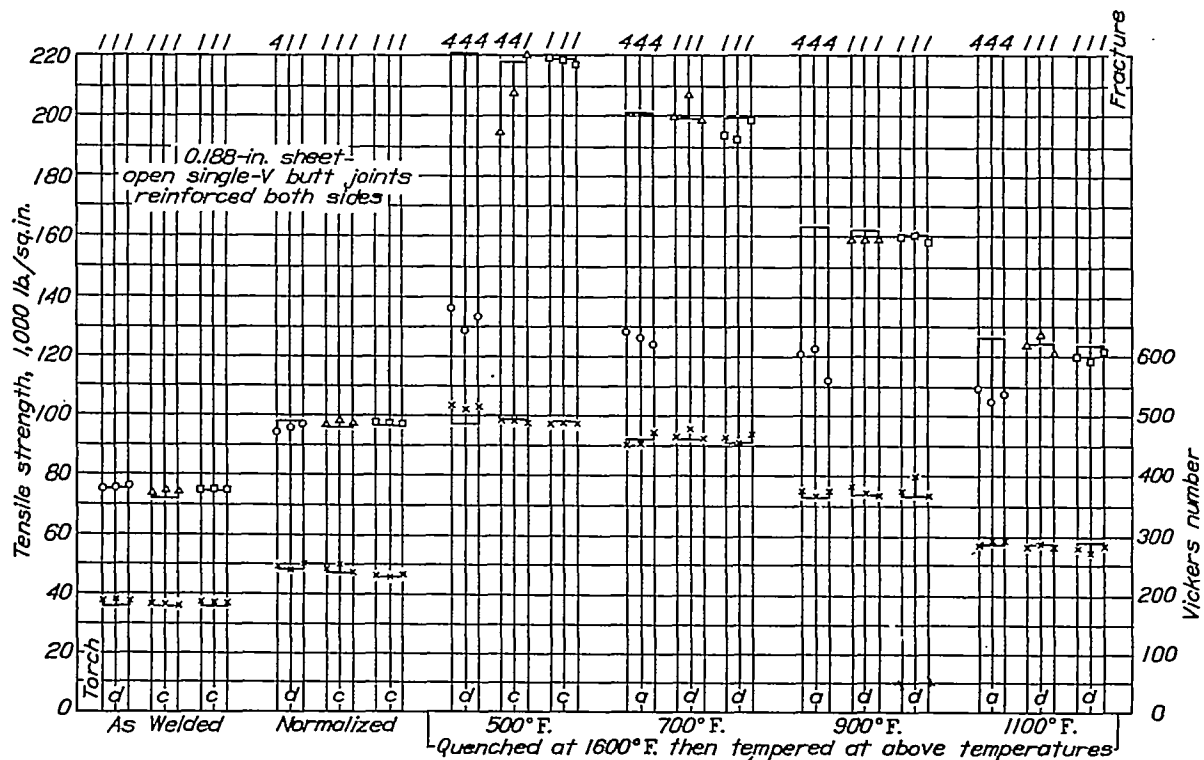 111 111 111 411 111 111 444 441 111 444 111 111 444 111 111 444 111 111 Fracture
220
200
180
160
140
120
100
80
60
40
20
0
Tensile strength, 1,000 lb./sq.in.
0.188-in. sheet-
open single-V butt joints
reinforced both sides
600
500
400
300
200
100
0
Vickers number
Torch d c c d c c d c c a d d a d d a d d
As Welded Normalized 500°F. 700°F. 900°F. 1100°F.
Quenched at 1600°F. then tempered at above temperatures